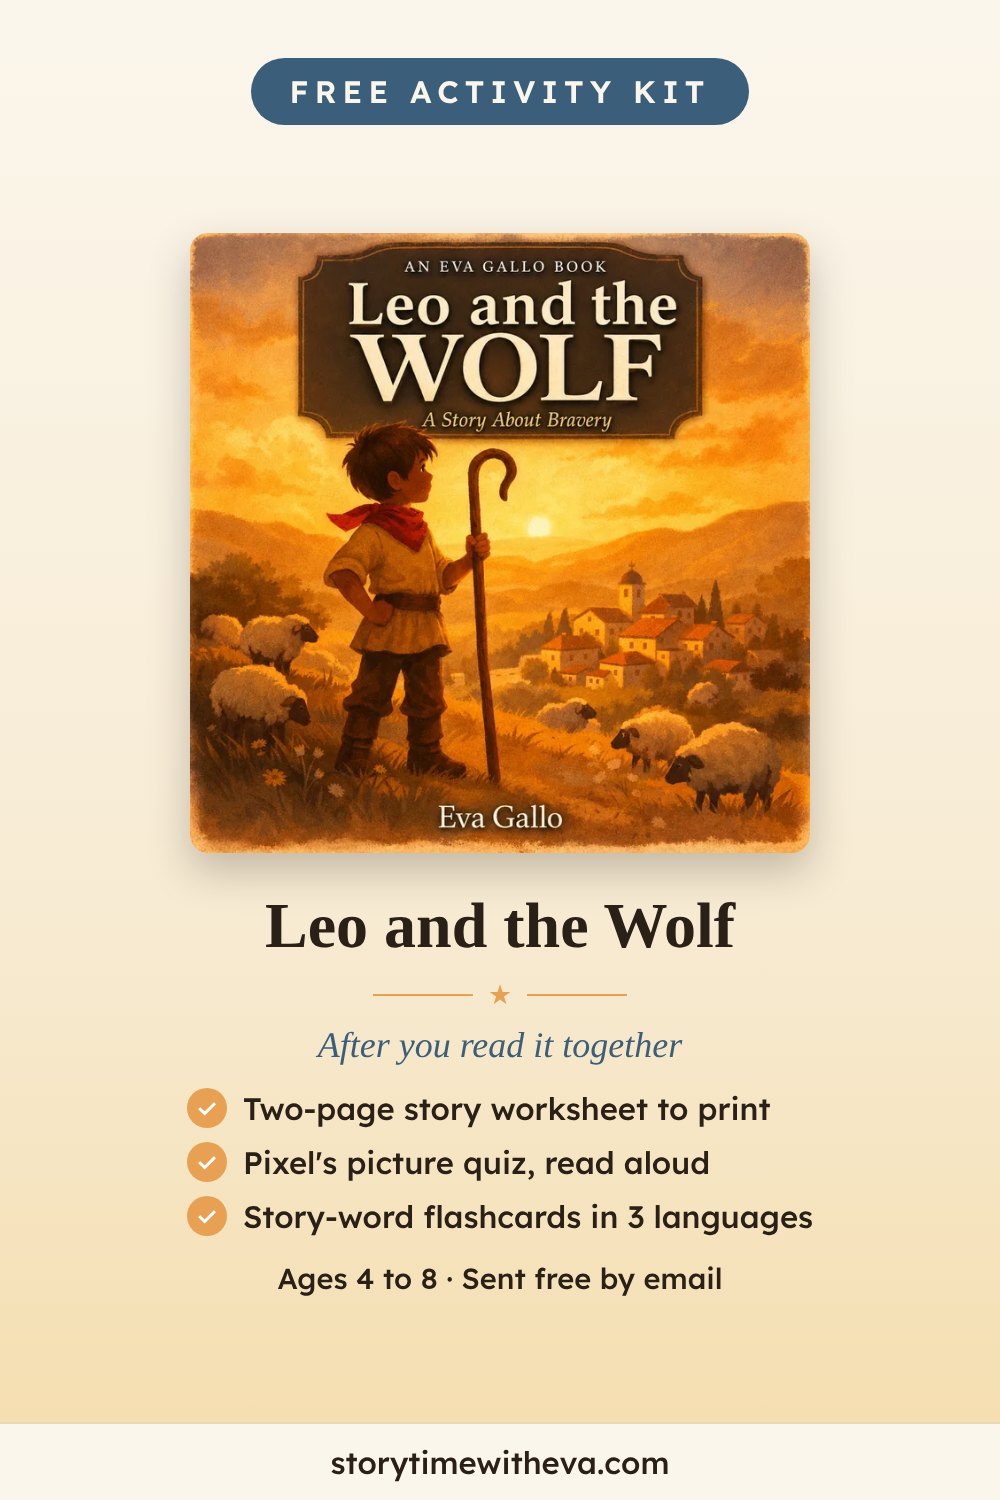 FREE ACTIVITY KIT
AN EVA GALLO BOOK
Leo and the
WOLF
A Story About Bravery
Eva Gallo
Leo and the Wolf
After you read it together
Two-page story worksheet to print
Pixel's picture quiz, read aloud
Story-word flashcards in 3 languages
Ages 4 to 8 · Sent free by email
storytimewitheva.com